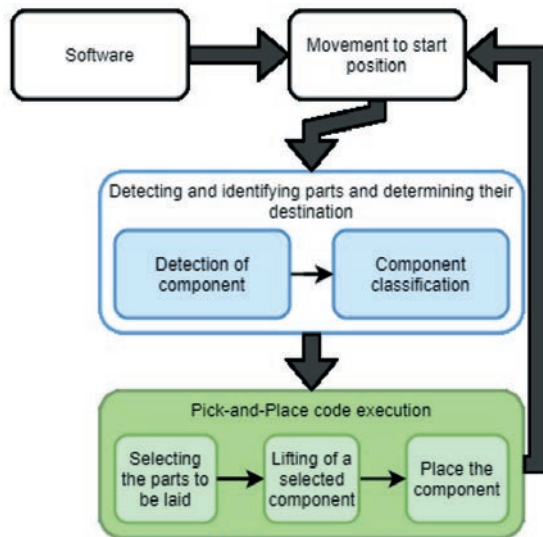 Software
Movement to start
position
Detecting and identifying parts and determining their
destination
Detection of
component
Component
classification
Pick-and-Place code execution
Selecting
the parts to
be laid
Lifting of a
selected
component
Place the
component